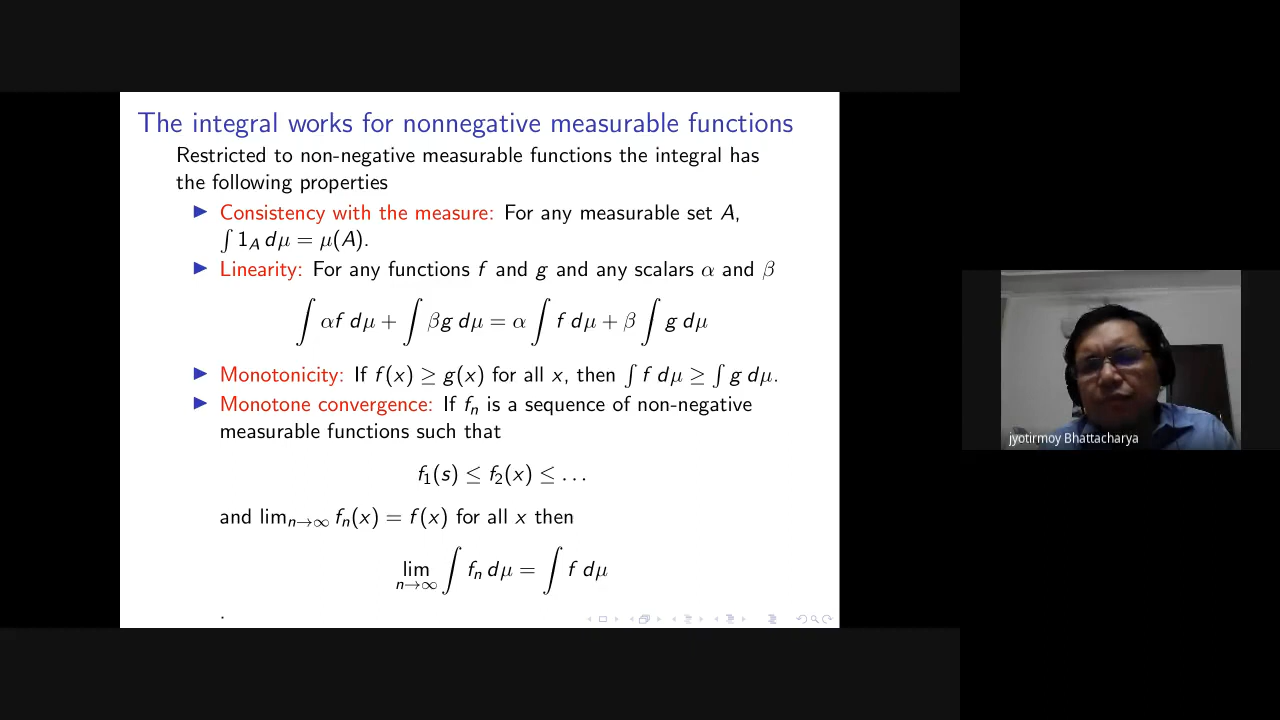 The integral works for nonnegative measurable functions
Restricted to non-negative measurable functions the integral has
the following properties
▶ Consistency with the measure: For any measurable set A,
∫ 1_A dμ = μ(A).
▶ Linearity: For any functions f and g and any scalars α and β
∫ αf dμ + ∫ βg dμ = α ∫ f dμ + β ∫ g dμ
▶ Monotonicity: If f(x) ≥ g(x) for all x, then ∫ f dμ ≥ ∫ g dμ.
▶ Monotone convergence: If f_n is a sequence of non-negative
measurable functions such that
f_1(s) ≤ f_2(x) ≤ ...
and lim_{n→∞} f_n(x) = f(x) for all x then
lim_{n→∞} ∫ f_n dμ = ∫ f dμ
.
jyotirmoy Bhattacharya